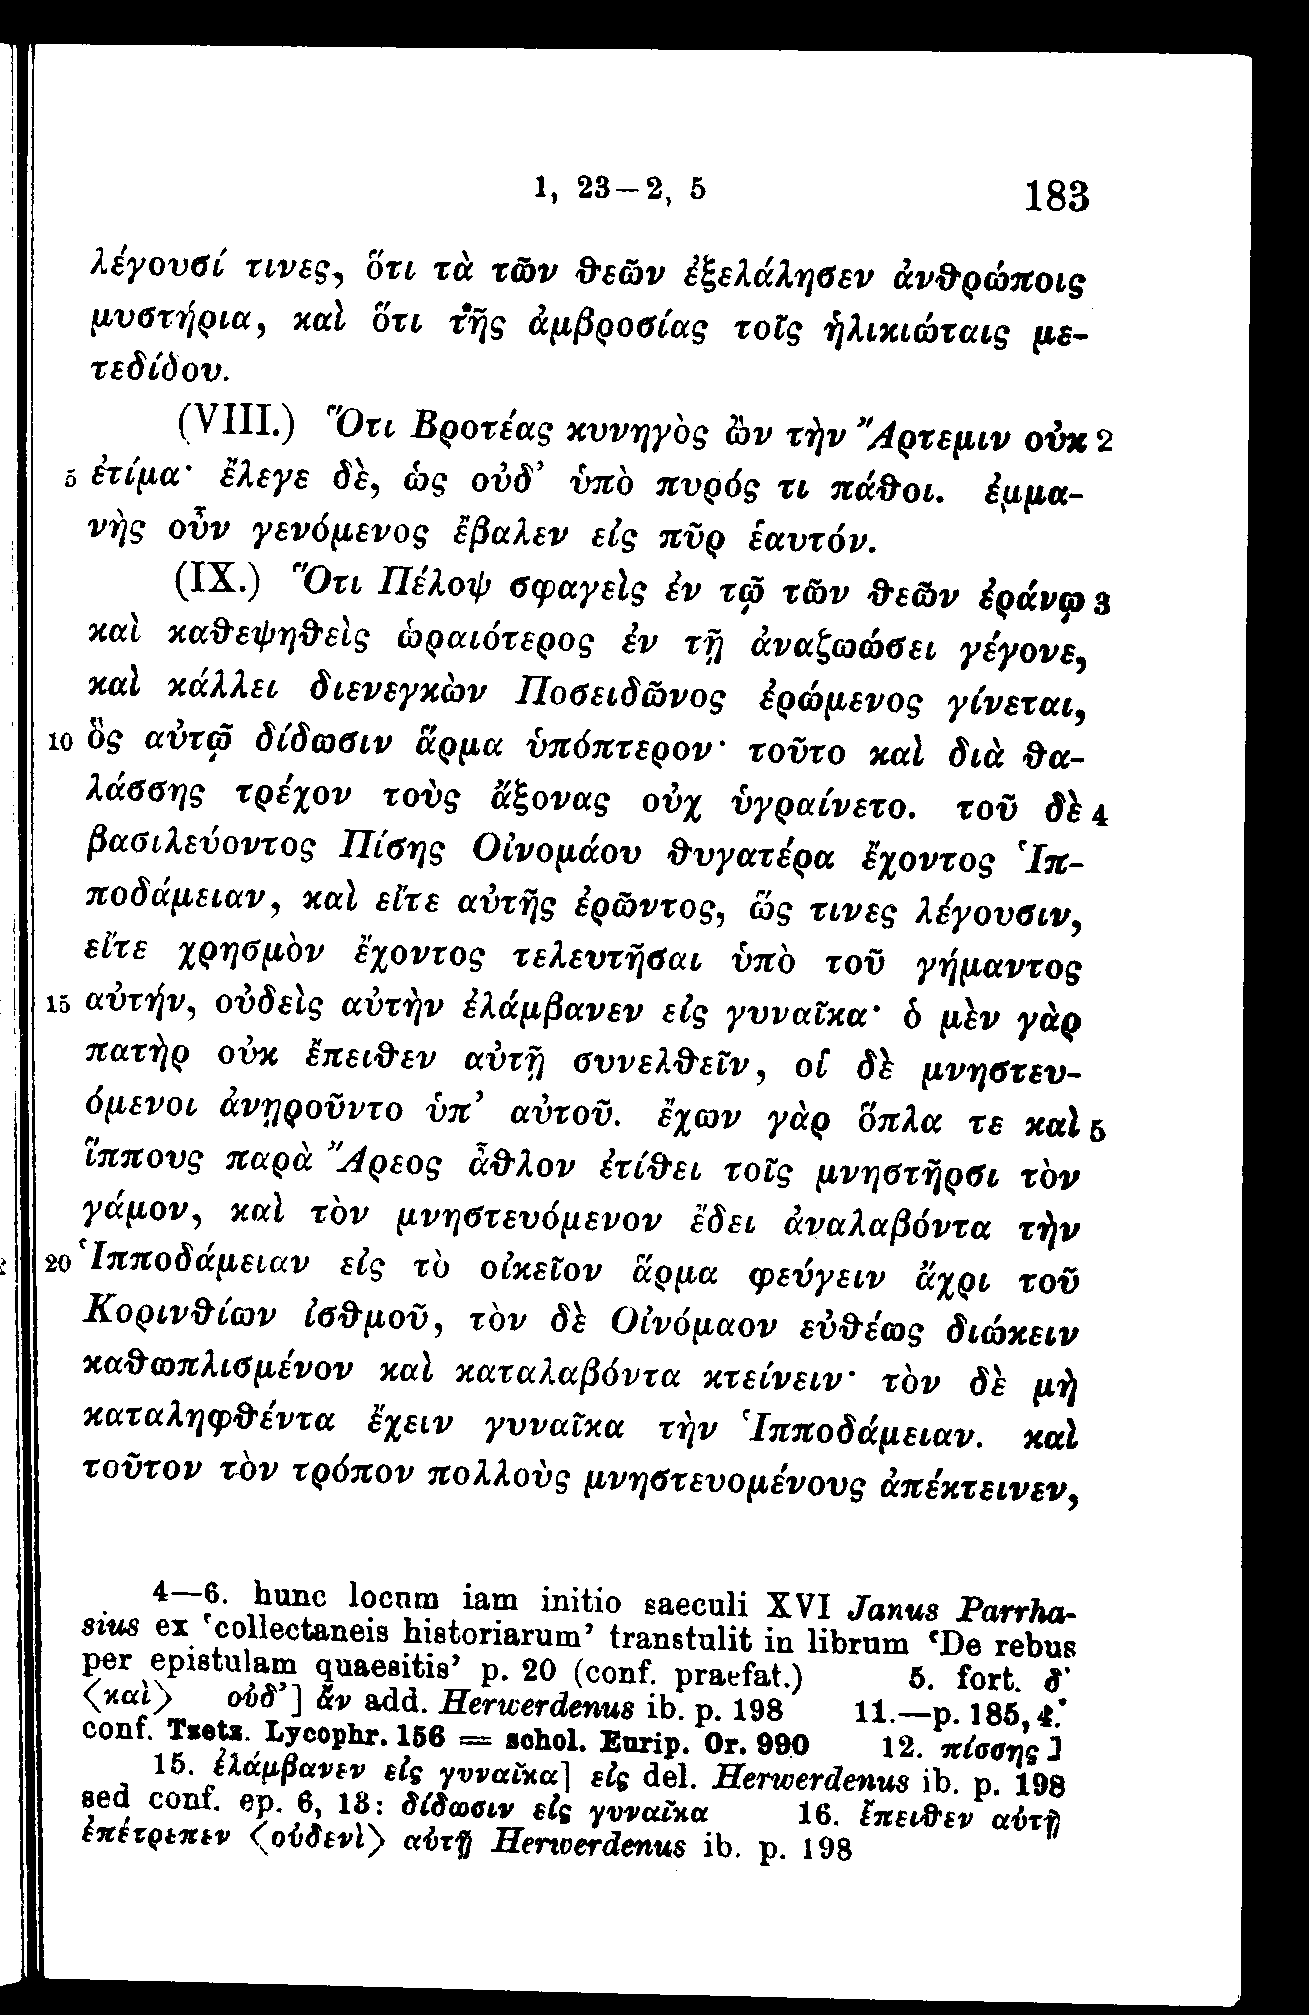 1, 23—2, 5 183
λέγουσί τινες, ὅτι τὰ τῶν θεῶν ἐξελάλησεν ἀνθρώποις
μυστήρια, καὶ ὅτι τῆς ἀμβροσίας τοῖς ἡλικιώταις με-
τεδίδου.
(VIII.) Ὅτι Βροτέας κυνηγὸς ὢν τὴν Ἄρτεμιν οὐκ 2
5 ἐτίμα· ἔλεγε δὲ, ὡς οὐδ’ ὑπὸ πυρός τι πάθοι. ἐμμα-
νὴς οὖν γενόμενος ἔβαλεν εἰς πῦρ ἑαυτόν.
(IX.) Ὅτι Πέλοψ σφαγεὶς ἐν τῷ τῶν θεῶν ἐράνῳ 3
καὶ καθεψηθεὶς ὡραιότερος ἐν τῇ ἀναζωώσει γέγονε,
καὶ κάλλει διενεγκὼν Ποσειδῶνος ἐρώμενος γίνεται,
10 ὃς αὐτῷ δίδωσιν ἅρμα ὑπόπτερον· τοῦτο καὶ διὰ θα-
λάσσης τρέχον τοὺς ἄξονας οὐχ ὑγραίνετο. τοῦ δὲ 4
βασιλεύοντος Πίσης Οἰνομάου θυγατέρα ἔχοντος Ἱπ-
ποδάμειαν, καὶ εἴτε αὐτῆς ἐρῶντος, ὥς τινες λέγουσιν,
εἴτε χρησμὸν ἔχοντος τελευτῆσαι ὑπὸ τοῦ γήμαντος
15 αὐτήν, οὐδεὶς αὐτὴν ἐλάμβανεν εἰς γυναῖκα· ὁ μὲν γὰρ
πατὴρ οὐκ ἔπειθεν αὐτῇ συνελθεῖν, οἱ δὲ μνηστευ-
όμενοι ἀνῃροῦντο ὑπ’ αὐτοῦ. ἔχων γὰρ ὅπλα τε καὶ 5
ἵππους παρὰ Ἄρεος ἆθλον ἐτίθει τοῖς μνηστῆρσι τὸν
γάμον, καὶ τὸν μνηστευόμενον ἔδει ἀναλαβόντα τὴν
20 Ἱπποδάμειαν εἰς τὸ οἰκεῖον ἅρμα φεύγειν ἄχρι τοῦ
Κορινθίων ἰσθμοῦ, τὸν δὲ Οἰνόμαον εὐθέως διώκειν
καθωπλισμένον καὶ καταλαβόντα κτείνειν· τὸν δὲ μὴ
καταληφθέντα ἔχειν γυναῖκα τὴν Ἱπποδάμειαν. καὶ
τοῦτον τὸν τρόπον πολλοὺς μνηστευομένους ἀπέκτεινεν,
4—6. hunc locum iam initio saeculi XVI Janus Parrha-
sius ex ‘collectaneis historiarum’ transtulit in librum ‘De rebus
per epistulam quaesitis’ p. 20 (conf. praefat.) 5. fort. δ’
⟨καὶ⟩ οὐδ’] ἂν add. Herwerdenus ib. p. 198 11.—p. 185, 4.
conf. Tzetz. Lycophr. 156 = schol. Eurip. Or. 990 12. πίσσης]
15. ἐλάμβανεν εἰς γυναῖκα] εἰς del. Herwerdenus ib. p. 198
sed conf. ep. 6, 13: δίδωσιν εἰς γυναῖκα 16. ἔπειθεν αὐτῇ
ἐπέτρεπεν ⟨οὐδενὶ⟩ αὐτῇ Herwerdenus ib. p. 198